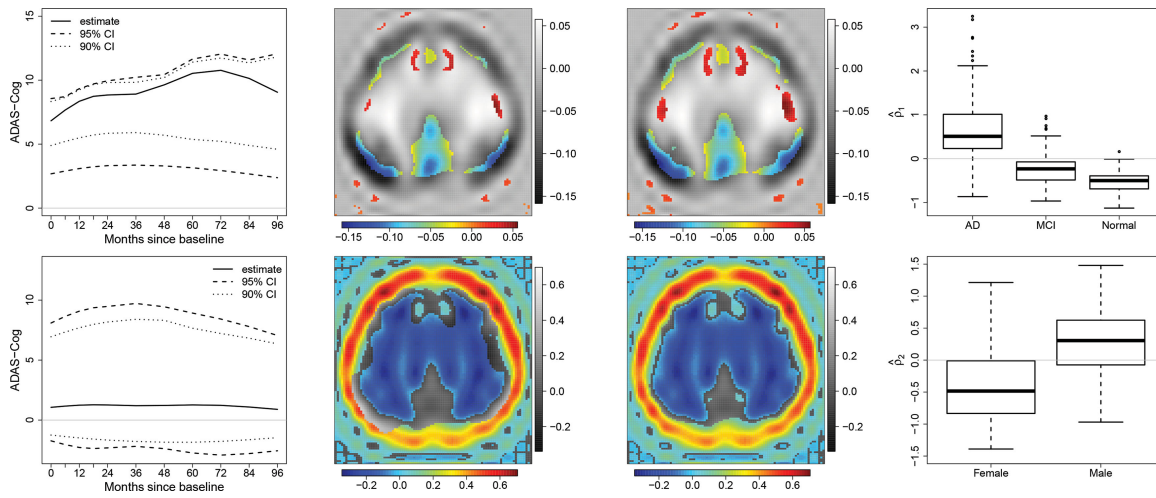 15
10
5
0
ADAS−Cog
estimate
95% CI
90% CI
0 12 24 36 48 60 72 84 96
Months since baseline
0.05
0.00
−0.05
−0.10
−0.15
−0.15 −0.10 −0.05 0.00 0.05
0.05
0.00
−0.05
−0.10
−0.15
−0.15 −0.10 −0.05 0.00 0.05
3
2
1
0
−1
ρ̂1
AD MCI Normal
10
5
0
ADAS−Cog
estimate
95% CI
90% CI
0 12 24 36 48 60 72 84 96
Months since baseline
0.6
0.4
0.2
0.0
−0.2
−0.2 0.0 0.2 0.4 0.6
0.6
0.4
0.2
0.0
−0.2
−0.2 0.0 0.2 0.4 0.6
1.5
1.0
0.5
0.0
−0.5
−1.0
−1.5
ρ̂2
Female Male